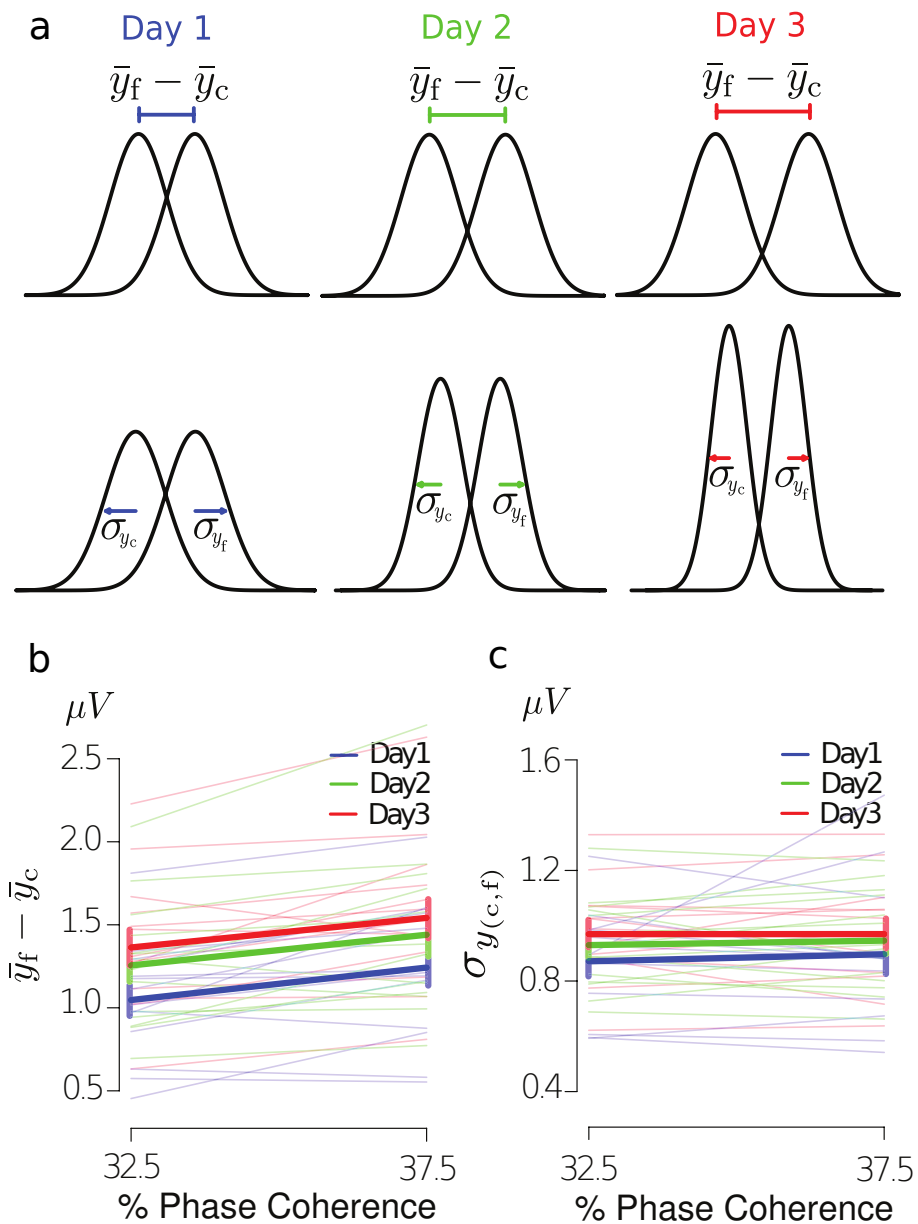 a
Day 1 Day 2 Day 3
ȳf − ȳc ȳf − ȳc ȳf − ȳc
σyc σyf σyc σyf σyc σyf
b
μV
2.5
2.0
1.5
1.0
0.5
ȳf − ȳc
Day1
Day2
Day3
32.5 37.5
% Phase Coherence
c
μV
1.6
1.2
0.8
0.4
σy(c,f)
Day1
Day2
Day3
32.5 37.5
% Phase Coherence